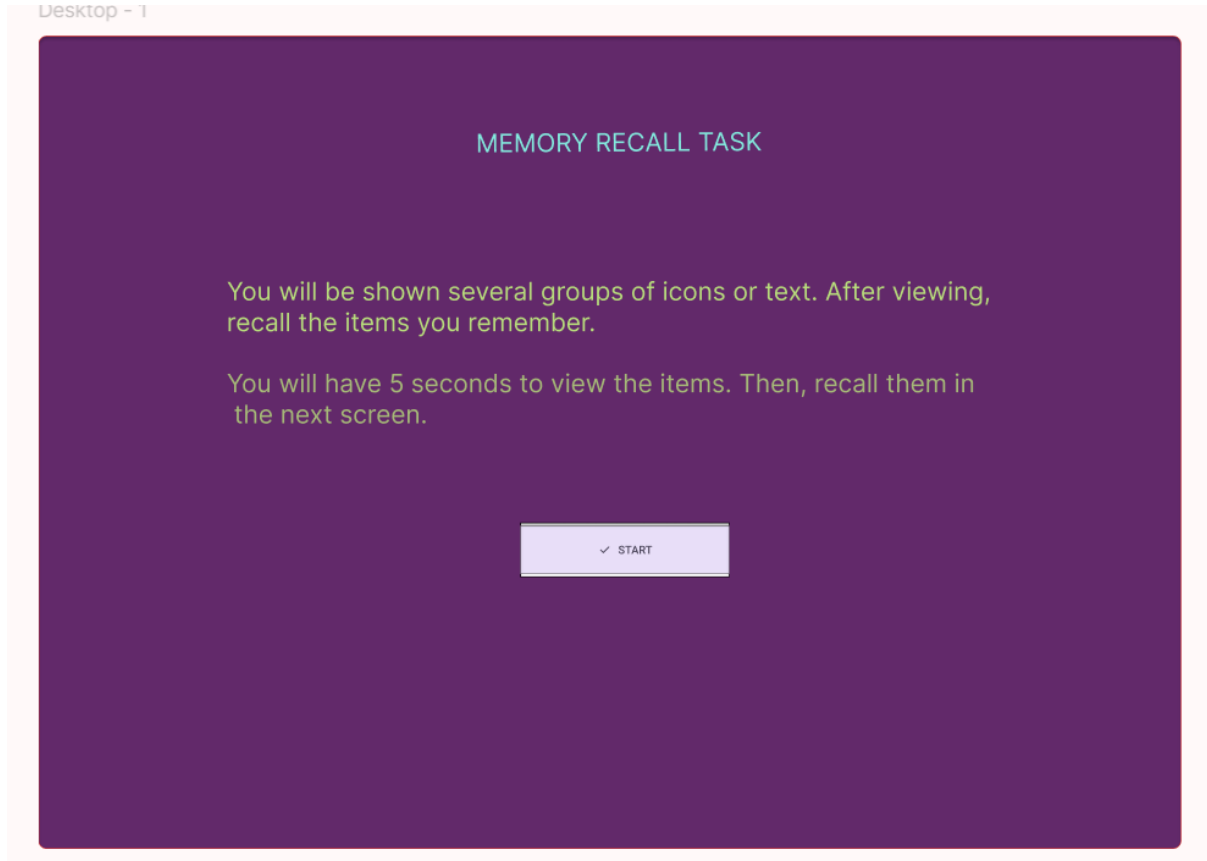 Desktop - 1
MEMORY RECALL TASK
You will be shown several groups of icons or text. After viewing,
recall the items you remember.
You will have 5 seconds to view the items. Then, recall them in
the next screen.
START